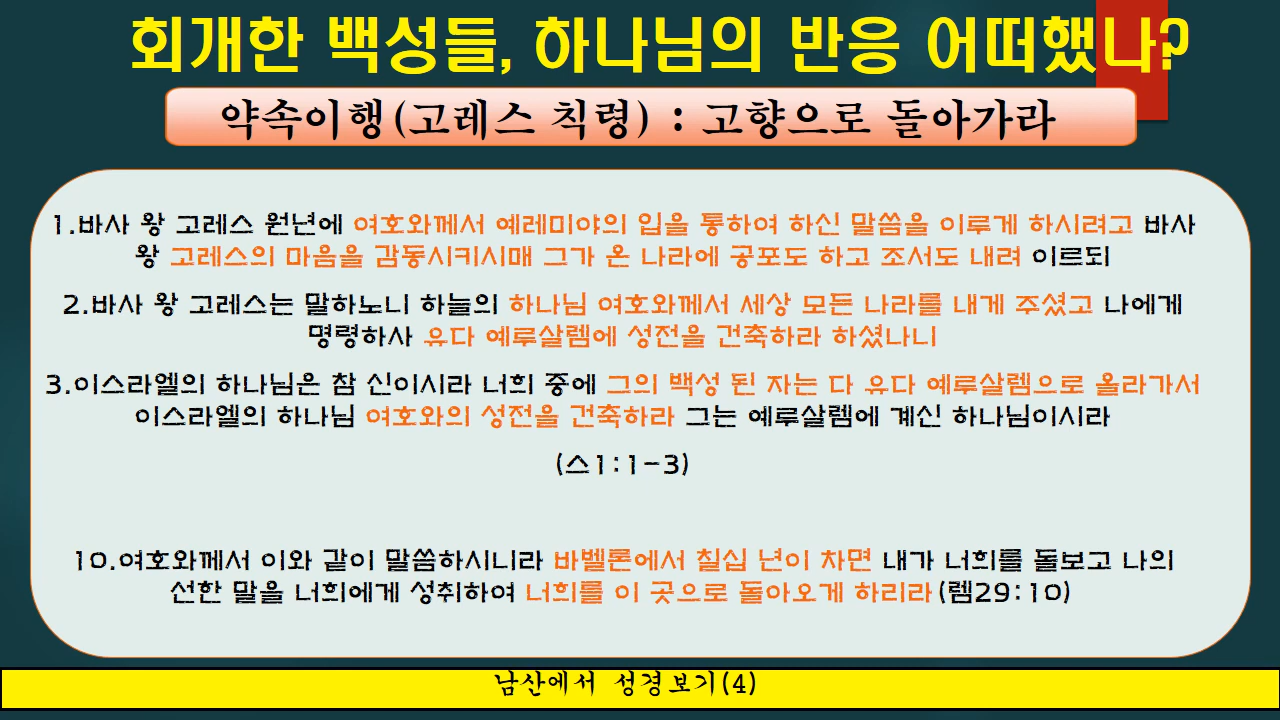 회개한 백성들, 하나님의 반응 어떠했나?
약속이행(고레스 칙령) : 고향으로 돌아가라
1.바사 왕 고레스 원년에 여호와께서 예레미야의 입을 통하여 하신 말씀을 이루게 하시려고 바사
왕 고레스의 마음을 감동시키시매 그가 온 나라에 공포도 하고 조서도 내려 이르되
2.바사 왕 고레스는 말하노니 하늘의 하나님 여호와께서 세상 모든 나라를 내게 주셨고 나에게
명령하사 유다 예루살렘에 성전을 건축하라 하셨나니
3.이스라엘의 하나님은 참 신이시라 너희 중에 그의 백성 된 자는 다 유다 예루살렘으로 올라가서
이스라엘의 하나님 여호와의 성전을 건축하라 그는 예루살렘에 계신 하나님이시라
(스1:1-3)
10.여호와께서 이와 같이 말씀하시니라 바벨론에서 칠십 년이 차면 내가 너희를 돌보고 나의
선한 말을 너희에게 성취하여 너희를 이 곳으로 돌아오게 하리라(렘29:10)
남산에서 성경보기(4)